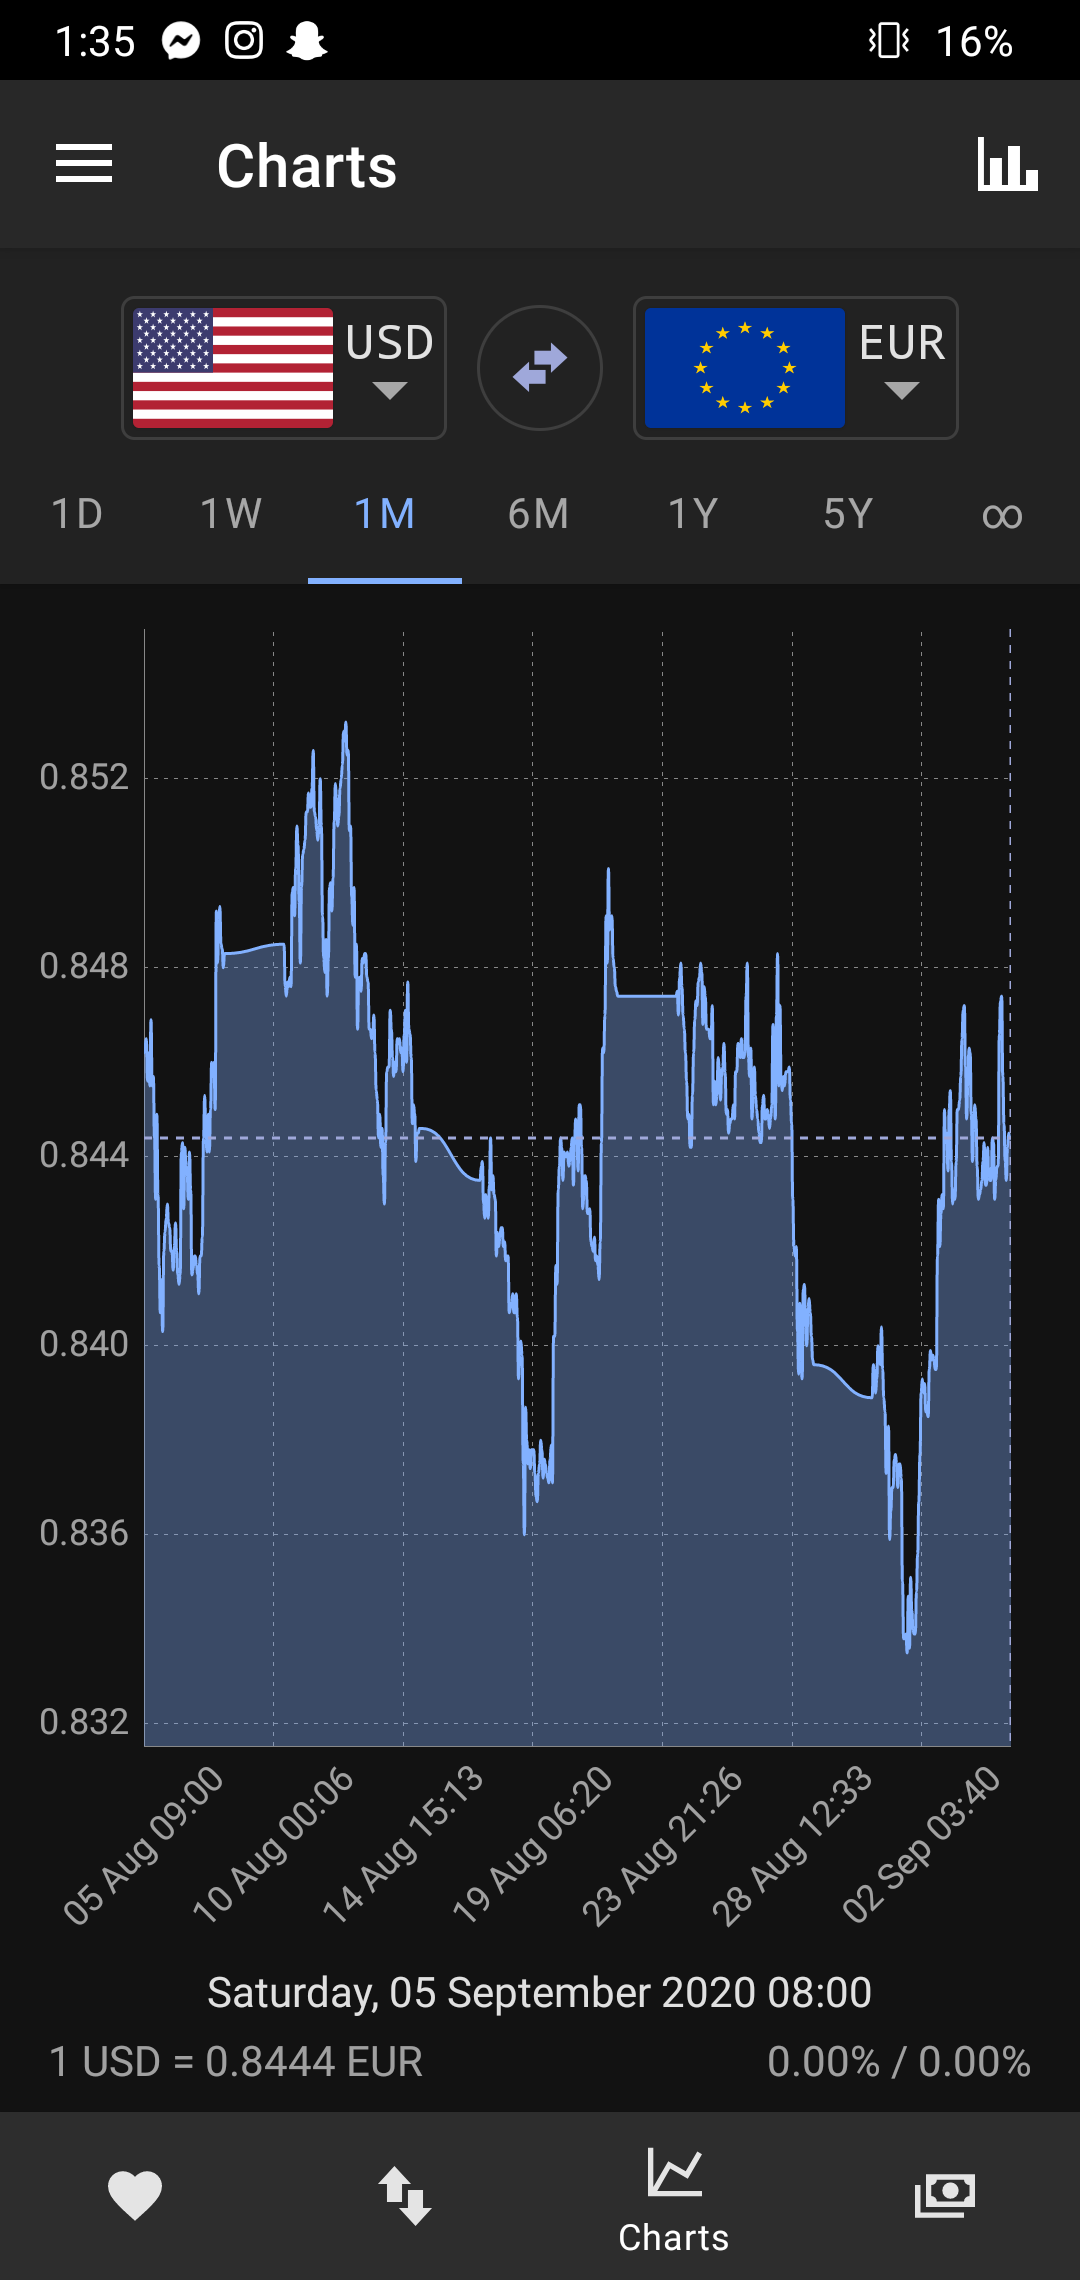 1:35 16%
Charts
USD EUR
1D 1W 1M 6M 1Y 5Y ∞
0.852
0.848
0.844
0.840
0.836
0.832
05 Aug 09:00 10 Aug 00:06 14 Aug 15:13 19 Aug 06:20 23 Aug 21:26 28 Aug 12:33 02 Sep 03:40
Saturday, 05 September 2020 08:00
1 USD = 0.8444 EUR 0.00% / 0.00%
Charts